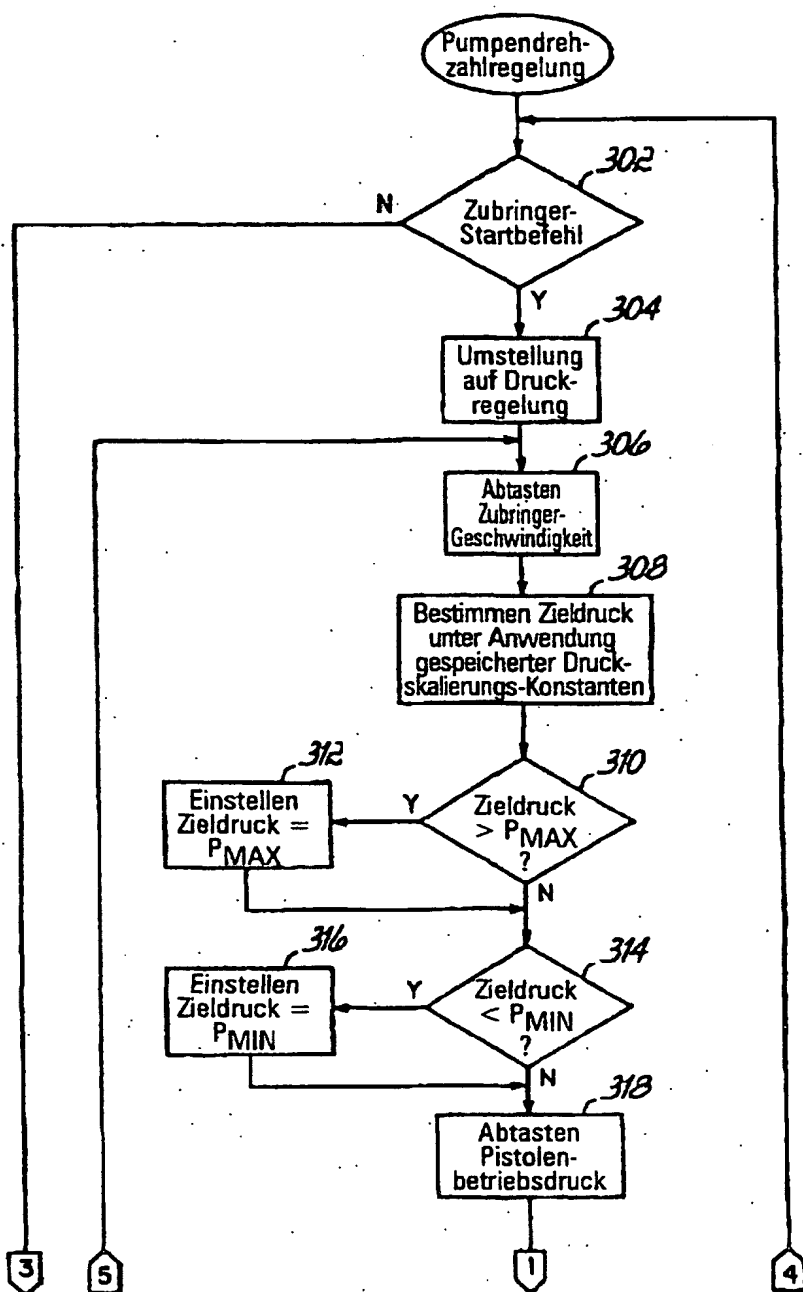 Pumpendreh-
zahlregelung
302
N
Zubringer-
Startbefehl
Y
304
Umstellung
auf Druck-
regelung
306
Abtasten
Zubringer-
Geschwindigkeit
308
Bestimmen Zieldruck
unter Anwendung
gespeicherter Druck-
skalierungs-Konstanten
312
310
Einstellen
Zieldruck =
PMAX
Y
Zieldruck
> PMAX
?
N
316
314
Einstellen
Zieldruck =
PMIN
Y
Zieldruck
< PMIN
?
N
318
Abtasten
Pistolen-
betriebsdruck
3
5
1
4